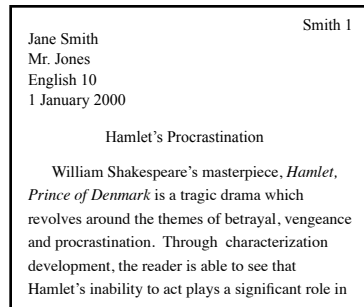 Smith 1
Jane Smith
Mr. Jones
English 10
1 January 2000
Hamlet's Procrastination
William Shakespeare's masterpiece, Hamlet,
Prince of Denmark is a tragic drama which
revolves around the themes of betrayal, vengeance
and procrastination.  Through  characterization
development, the reader is able to see that
Hamlet's inability to act plays a significant role in